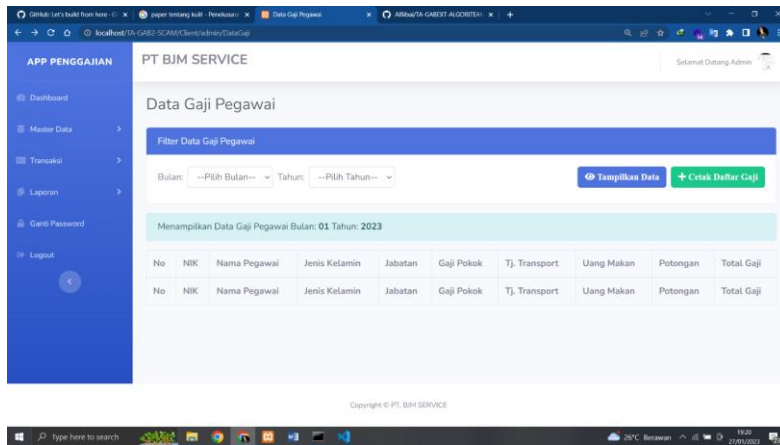 GitHub: Let's build from here · G
Data Gaji Pegawai
localhost/TA-GAB2-SCAM/Client/admin/DataGaji
APP PENGGAJIAN
PT BJM SERVICE
Selamat Datang Admin
Dashboard
Master Data
Transaksi
Laporan
Ganti Password
Logout
Data Gaji Pegawai
Filter Data Gaji Pegawai
Bulan: --Pilih Bulan-- Tahun: --Pilih Tahun--
Tampilkan Data
Cetak Daftar Gaji
Menampilkan Data Gaji Pegawai Bulan: 01 Tahun: 2023
No NIK Nama Pegawai Jenis Kelamin Jabatan Gaji Pokok Tj. Transport Uang Makan Potongan Total Gaji
No NIK Nama Pegawai Jenis Kelamin Jabatan Gaji Pokok Tj. Transport Uang Makan Potongan Total Gaji
Copyright © PT. BJM SERVICE
Type here to search
26°C Berawan
19:20
27/01/2023